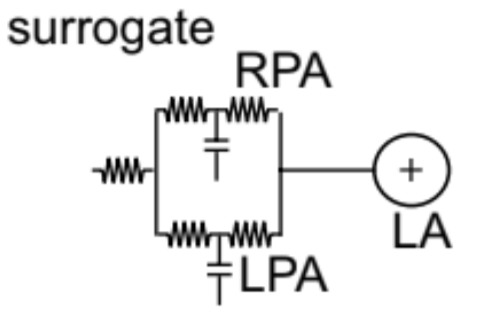 surrogate
RPA
+
LA
LPA